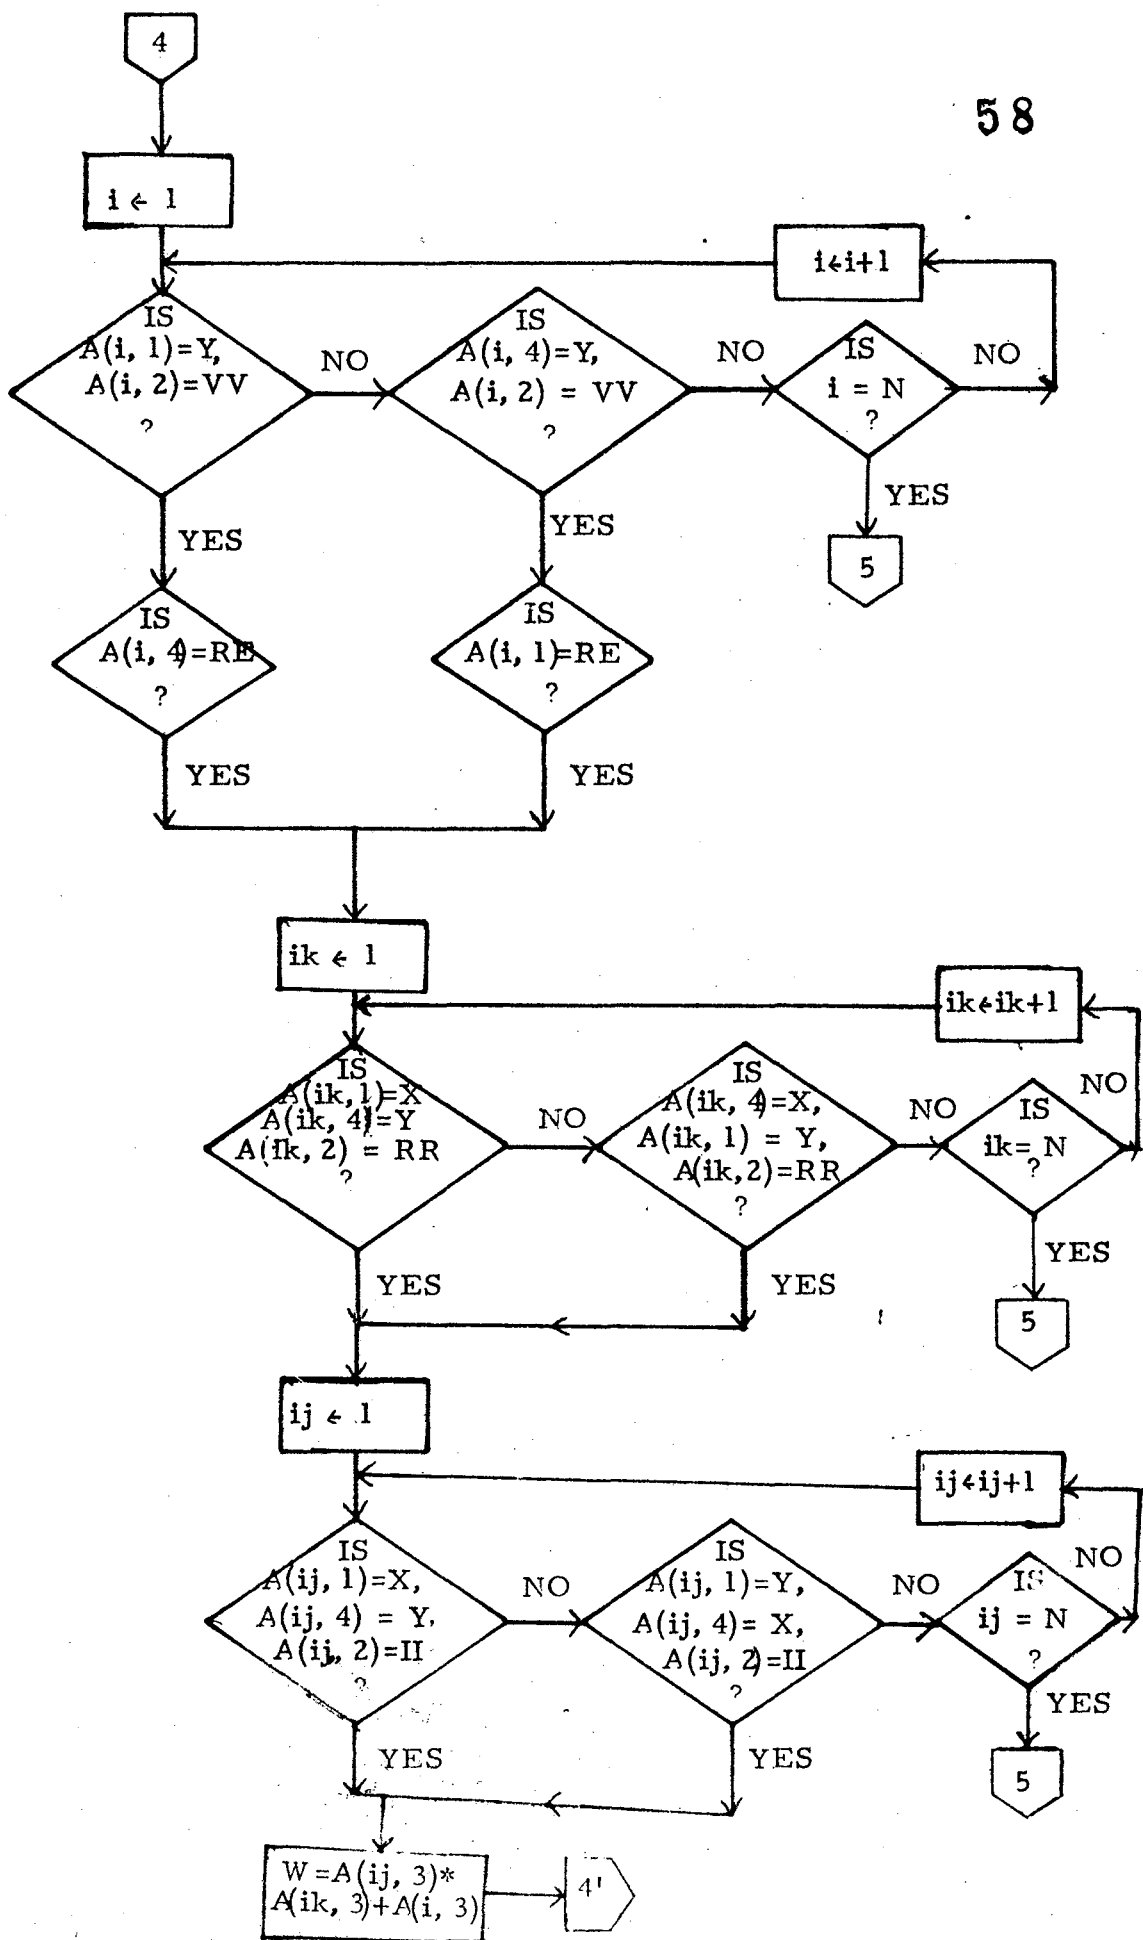 4
58
i ← 1
i←i+1
IS
A(i, 1)=Y,
A(i, 2)=VV
?
NO
IS
A(i, 4)=Y,
A(i, 2) = VV
?
NO
IS
i = N
?
NO
YES
YES
YES
5
IS
A(i, 4)=RE
?
IS
A(i, 1)=RE
?
YES
YES
ik ← 1
ik←ik+1
IS
A(ik, 1)=X
A(ik, 4)=Y
A(ik, 2) = RR
?
NO
IS
A(ik, 4)=X,
A(ik, 1) = Y,
A(ik, 2)=RR
?
NO
IS
ik= N
?
NO
YES
YES
YES
5
ij ← 1
ij←ij+1
IS
A(ij, 1)=X,
A(ij, 4) = Y,
A(ij, 2)=II
?
NO
IS
A(ij, 1)=Y,
A(ij, 4)= X,
A(ij, 2)=II
?
NO
IS
ij = N
?
NO
YES
YES
YES
5
W=A(ij, 3)*
A(ik, 3)+A(i, 3)
4'